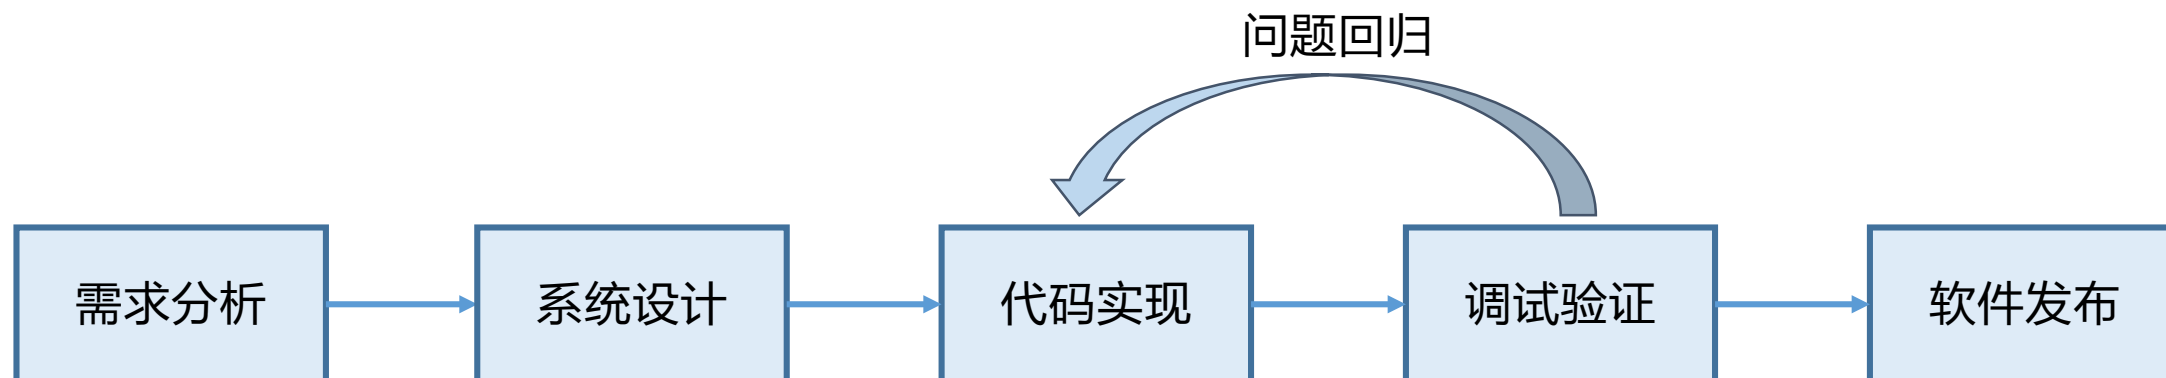 问题回归
需求分析
系统设计
代码实现
调试验证
软件发布